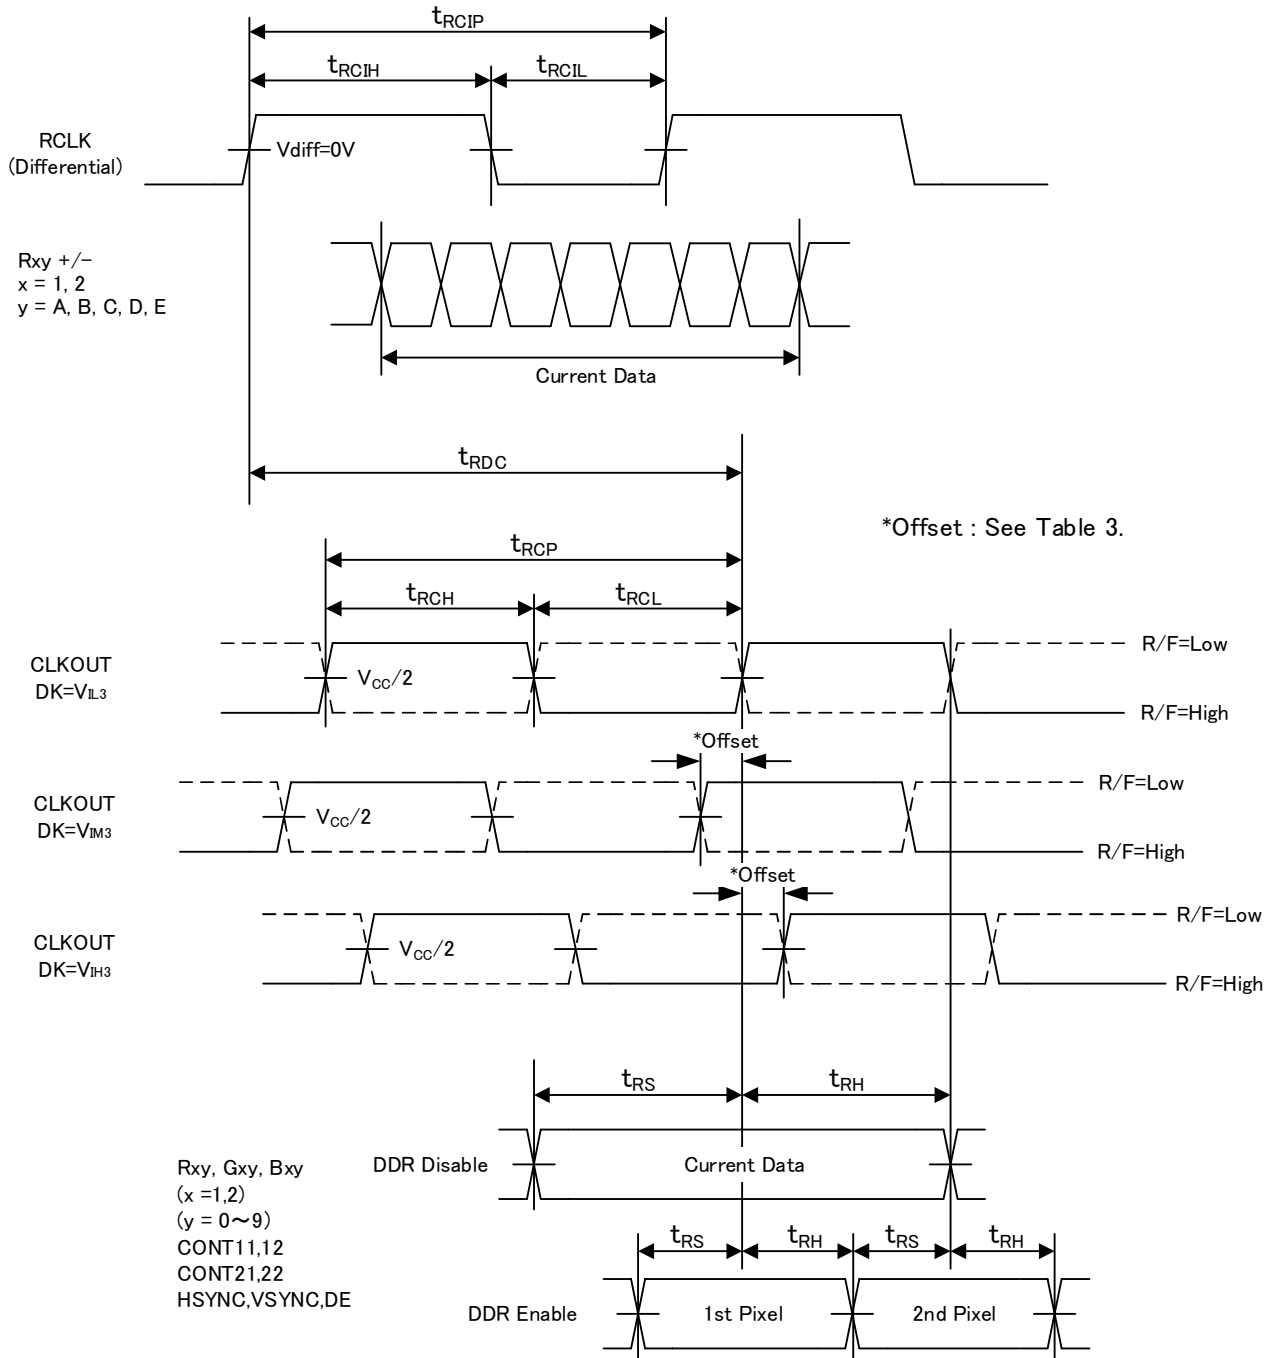 tRCIP
tRCIH
tRCIL
RCLK
(Differential)
Vdiff=0V
Rxy +/-
x = 1, 2
y = A, B, C, D, E
Current Data
tRDC
*Offset : See Table 3.
tRCP
tRCH
tRCL
CLKOUT
DK=VIL3
VCC/2
R/F=Low
R/F=High
*Offset
CLKOUT
DK=VIM3
VCC/2
R/F=Low
R/F=High
*Offset
CLKOUT
DK=VIH3
VCC/2
R/F=Low
R/F=High
tRS
tRH
Rxy, Gxy, Bxy
(x =1,2)
(y = 0～9)
CONT11,12
CONT21,22
HSYNC,VSYNC,DE
DDR Disable
Current Data
tRS
tRH
tRS
tRH
DDR Enable
1st Pixel
2nd Pixel